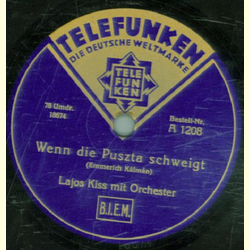 TELEFUNKEN
DIE DEUTSCHE WELTMARKE
TELE
FUN
KEN
78 Umdr.
18674
Bestell-Nr.
A 1208
Wenn die Puszta schweigt
(Emmerich Kálmán)
Lajos Kiss mit Orchester
B.I.E.M.